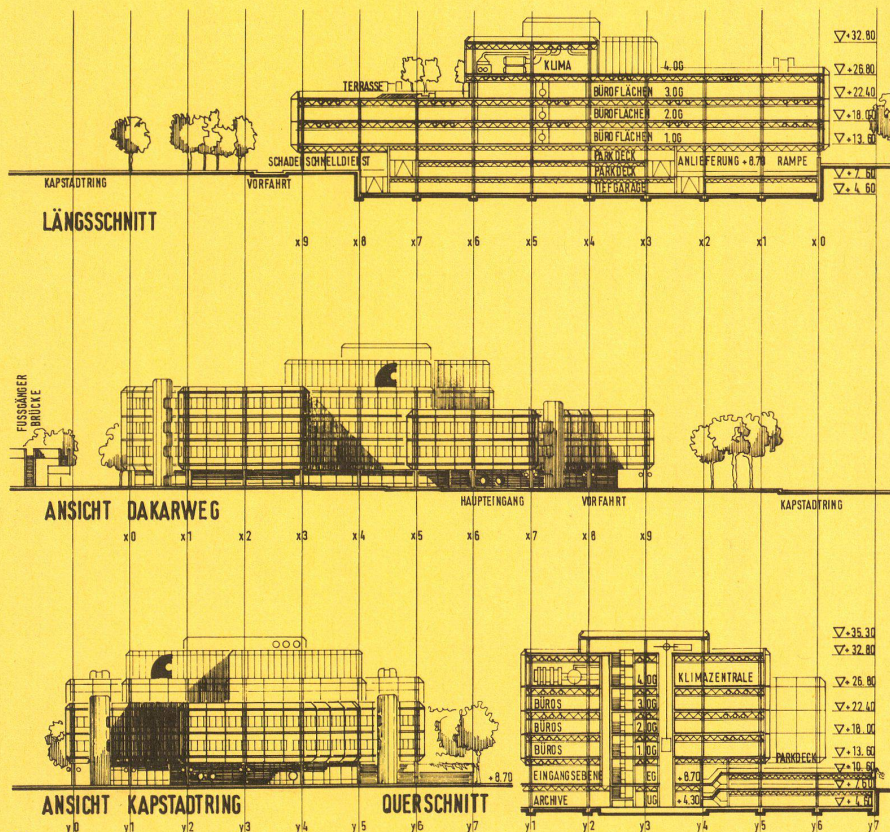 ▽+32.80
KLIMA 4.OG ▽+26.80
TERRASSE BÜROFLÄCHEN 3.OG ▽+22.40
BÜROFLÄCHEN 2.OG ▽+18.00
BÜROFLÄCHEN 1.OG ▽+13.60
SCHADENSCHNELLDIENST PARKDECK ANLIEFERUNG +8.70 RAMPE
PARKDECK ▽+7.60
KAPSTADTRING VORFAHRT TIEFGARAGE ▽+4.60
LÄNGSSCHNITT
x9 x8 x7 x6 x5 x4 x3 x2 x1 x0
FUSSGÄNGER
BRÜCKE
HAUPTEINGANG VORFAHRT KAPSTADTRING
ANSICHT DAKARWEG
x0 x1 x2 x3 x4 x5 x6 x7 x8 x9
▽+35.30
▽+32.80
4.OG KLIMAZENTRALE ▽+26.80
BÜROS 3.OG ▽+22.40
BÜROS 2.OG ▽+18.00
BÜROS 1.OG ▽+13.60
PARKDECK
▽+10.60
+8.70 EINGANGSEBENE EG +8.70
▽+7.60
ARCHIVE UG +4.30 ▽+4.60
ANSICHT KAPSTADTRING QUERSCHNITT
y0 y1 y2 y3 y4 y5 y6 y7 y1 y2 y3 y4 y5 y6 y7